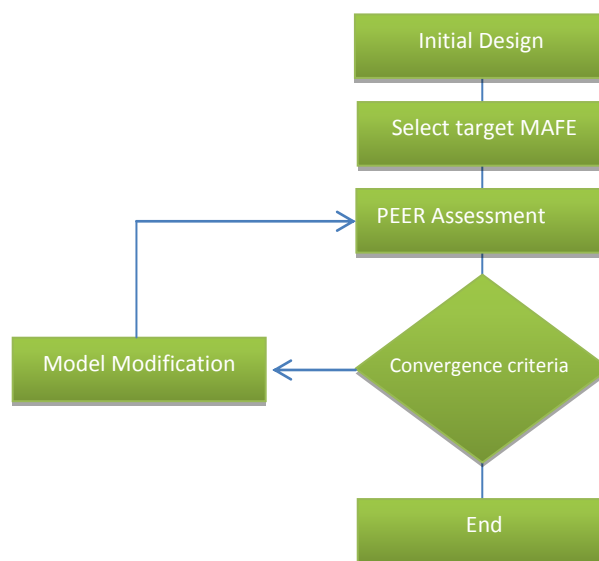 Initial Design
Select target MAFE
PEER Assessment
Convergence criteria
Model Modification
End